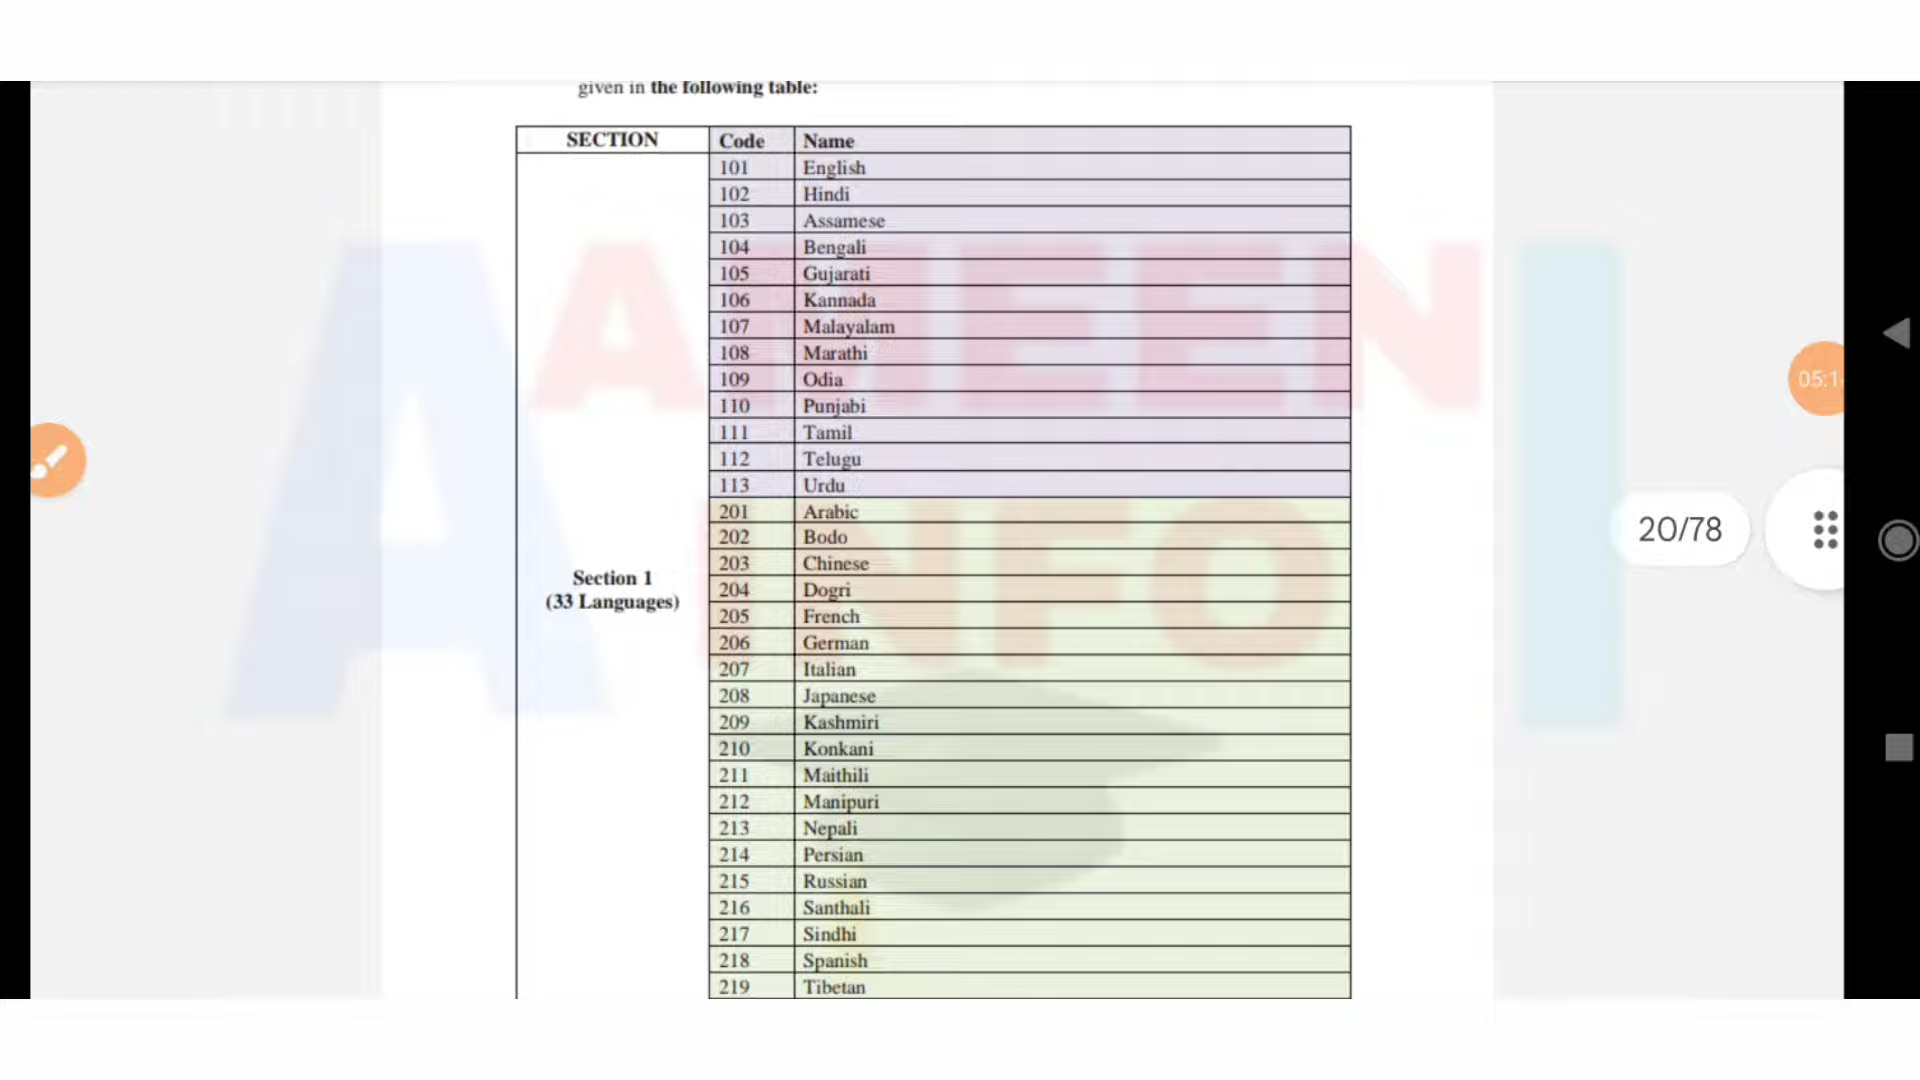 given in the following table:
SECTION Code Name
101 English
102 Hindi
103 Assamese
104 Bengali
105 Gujarati
106 Kannada
107 Malayalam
108 Marathi
109 Odia
110 Punjabi
111 Tamil
112 Telugu
113 Urdu
201 Arabic
202 Bodo
203 Chinese
Section 1
(33 Languages)
204 Dogri
205 French
206 German
207 Italian
208 Japanese
209 Kashmiri
210 Konkani
211 Maithili
212 Manipuri
213 Nepali
214 Persian
215 Russian
216 Santhali
217 Sindhi
218 Spanish
219 Tibetan
A AMEEN I
INFO
05:1
20/78